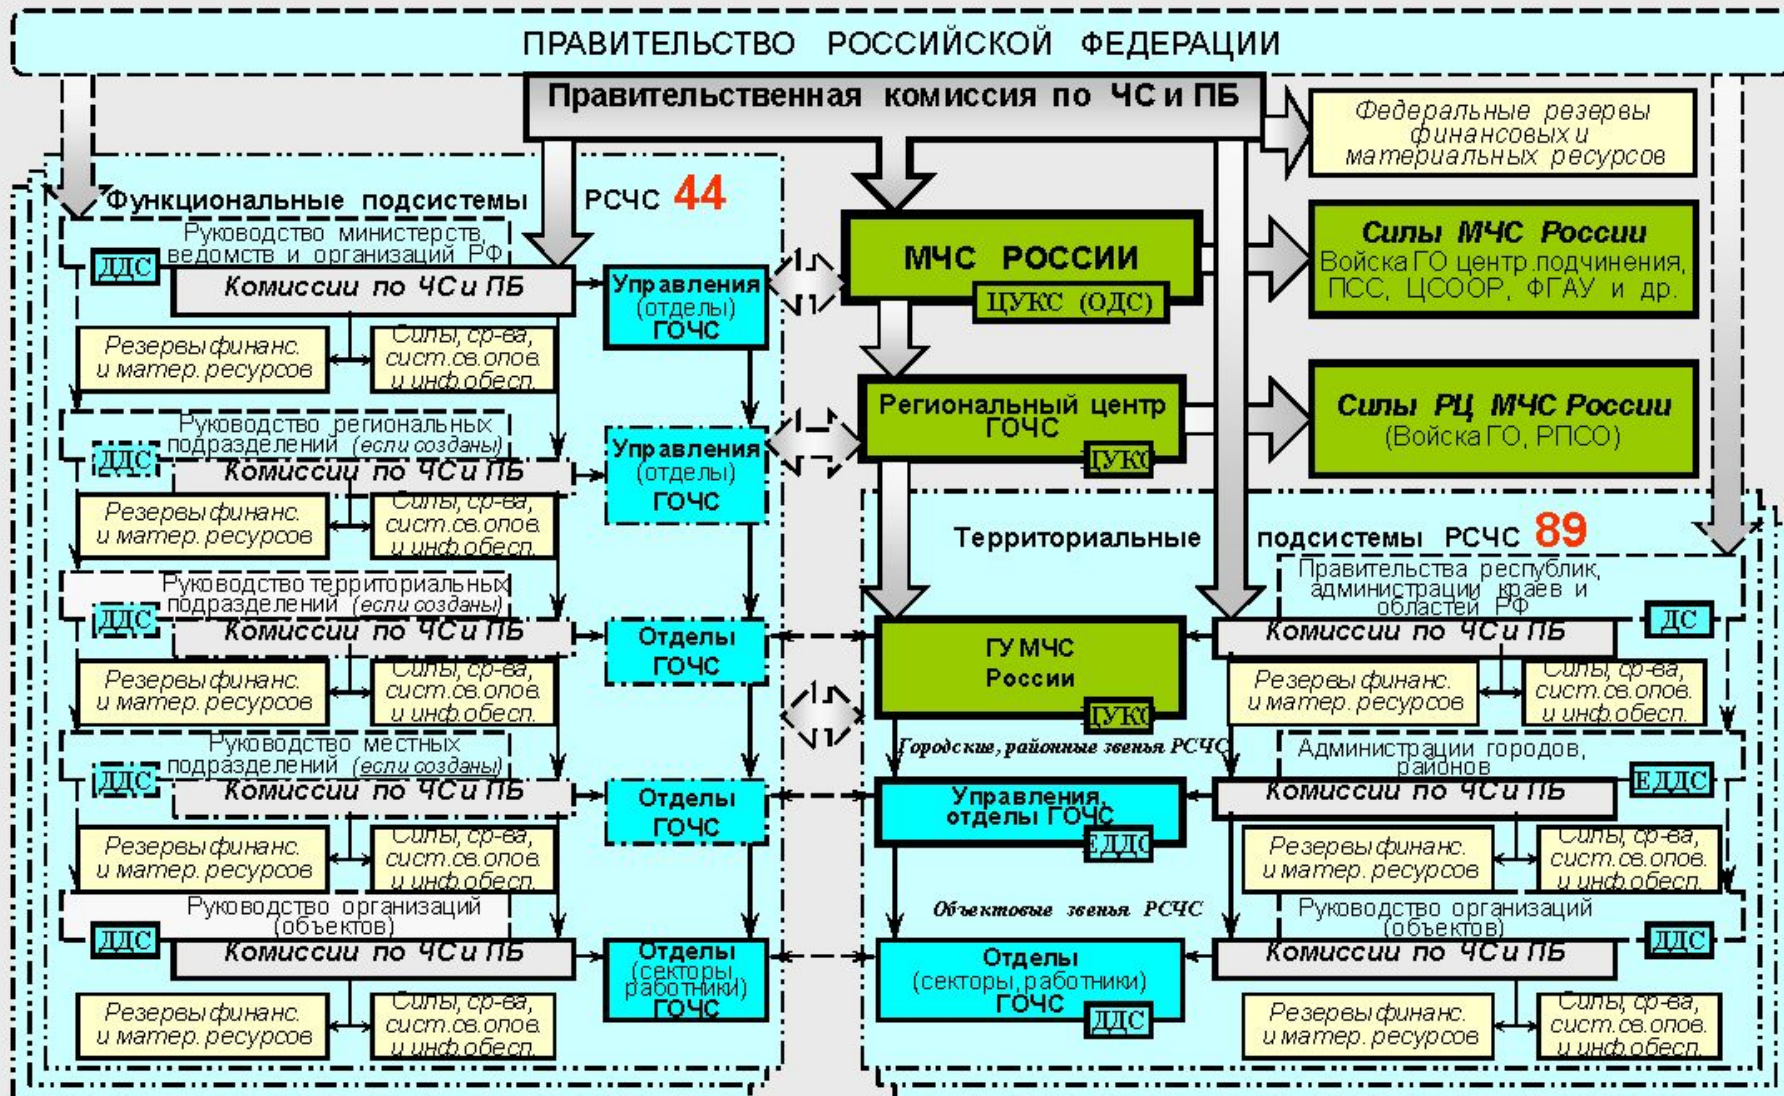 ПРАВИТЕЛЬСТВО РОССИЙСКОЙ ФЕДЕРАЦИИ
Правительственная комиссия по ЧС и ПБ
Федеральные резервы
финансовых и
материальных ресурсов
Функциональные подсистемы РСЧС 44
Руководство министерств,
ведомств и организаций РФ
ДДС
Комиссии по ЧС и ПБ
Резервы финанс.
и матер. ресурсов
Силы, ср-ва,
сист.св.опов.
и инф.обесп.
Управления
(отделы)
ГОЧС
МЧС РОССИИ
ЦУКС (ОДС)
Силы МЧС России
Войска ГО центр.подчинения,
ПСС, ЦСООР, ФГАУ и др.
Руководство региональных
подразделений (если созданы)
ДДС
Комиссии по ЧС и ПБ
Резервы финанс.
и матер. ресурсов
Силы, ср-ва,
сист.св.опов.
и инф.обесп.
Управления
(отделы)
ГОЧС
Региональный центр
ГОЧС
ЦУКС
Силы РЦ МЧС России
(Войска ГО, РПСО)
Руководство территориальных
подразделений (если созданы)
ДДС
Комиссии по ЧС и ПБ
Резервы финанс.
и матер. ресурсов
Силы, ср-ва,
сист.св.опов.
и инф.обесп.
Отделы
ГОЧС
Руководство местных
подразделений (если созданы)
ДДС
Комиссии по ЧС и ПБ
Резервы финанс.
и матер. ресурсов
Силы, ср-ва,
сист.св.опов.
и инф.обесп.
Отделы
ГОЧС
Руководство организаций
(объектов)
ДДС
Комиссии по ЧС и ПБ
Резервы финанс.
и матер. ресурсов
Силы, ср-ва,
сист.св.опов.
и инф.обесп.
Отделы
(секторы,
работники)
ГОЧС
Территориальные подсистемы РСЧС 89
Правительства республик,
администрации краев и
областей РФ
ДС
Комиссии по ЧС и ПБ
ГУ МЧС
России
ЦУКС
Резервы финанс.
и матер. ресурсов
Силы, ср-ва,
сист.св.опов.
и инф.обесп.
Городские, районные звенья РСЧС
Администрации городов,
районов
ЕДДС
Комиссии по ЧС и ПБ
Управления,
отделы ГОЧС
ЕДДС
Резервы финанс.
и матер. ресурсов
Силы, ср-ва,
сист.св.опов.
и инф.обесп.
Объектовые звенья РСЧС
Руководство организаций
(объектов)
ДДС
Комиссии по ЧС и ПБ
Отделы
(секторы, работники)
ГОЧС
ДДС
Резервы финанс.
и матер. ресурсов
Силы, ср-ва,
сист.св.опов.
и инф.обесп.